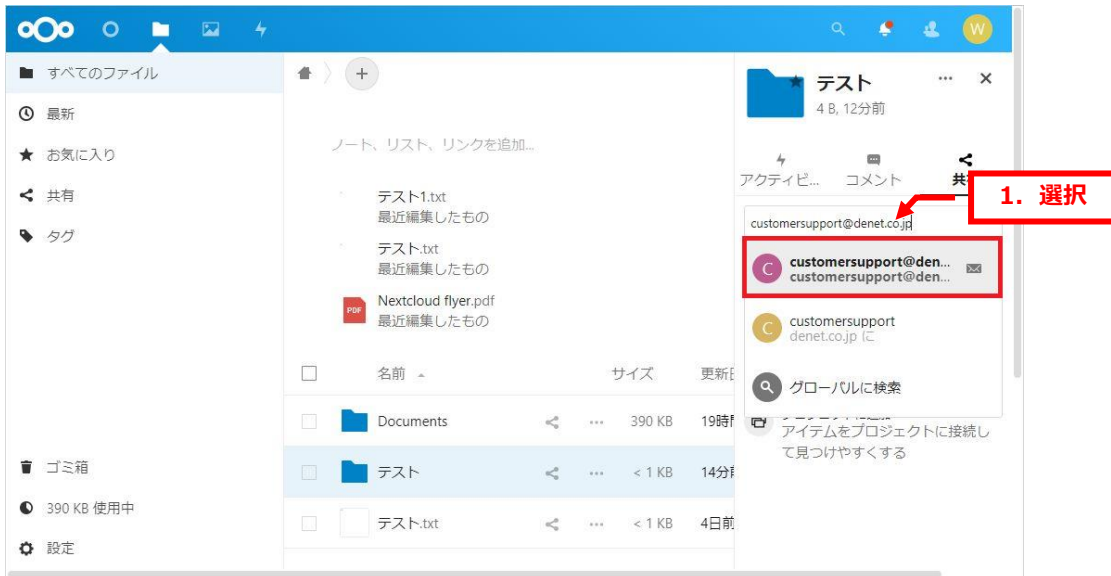 W
すべてのファイル
最新
お気に入り
共有
タグ
ゴミ箱
390 KB 使用中
設定
+
ノート、リスト、リンクを追加...
テスト1.txt
最近編集したもの
テスト.txt
最近編集したもの
PDF
Nextcloud flyer.pdf
最近編集したもの
名前
サイズ
更新
Documents
390 KB
19時
テスト
< 1 KB
14分
テスト.txt
< 1 KB
4日前
テスト
4 B, 12分前
アクティビ...
コメント
共
1. 選択
customersupport@denet.co.jp
C
customersupport@den...
customersupport@den...
C
customersupport
denet.co.jp に
グローバルに検索
アイテムをプロジェクトに接続し
て見つけやすくする